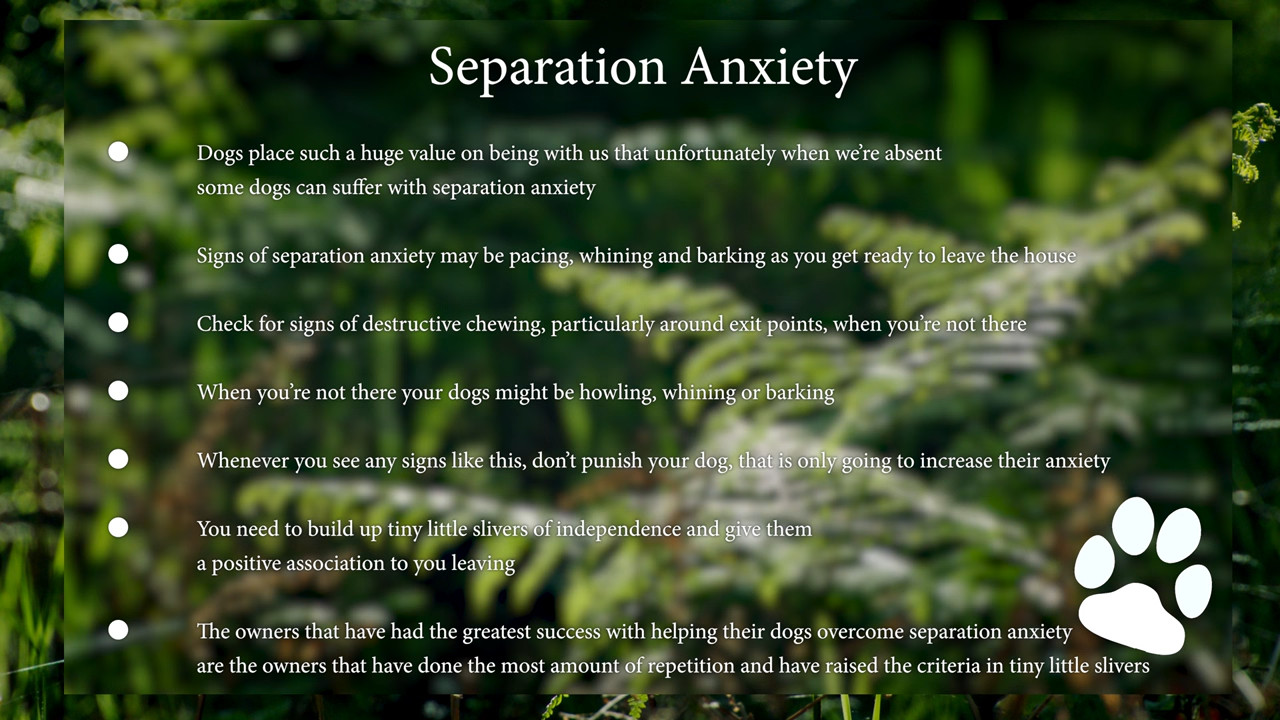 Separation Anxiety
Dogs place such a huge value on being with us that unfortunately when we’re absent
some dogs can suffer with separation anxiety
Signs of separation anxiety may be pacing, whining and barking as you get ready to leave the house
Check for signs of destructive chewing, particularly around exit points, when you’re not there
When you’re not there your dogs might be howling, whining or barking
Whenever you see any signs like this, don’t punish your dog, that is only going to increase their anxiety
You need to build up tiny little slivers of independence and give them
a positive association to you leaving
The owners that have had the greatest success with helping their dogs overcome separation anxiety
are the owners that have done the most amount of repetition and have raised the criteria in tiny little slivers